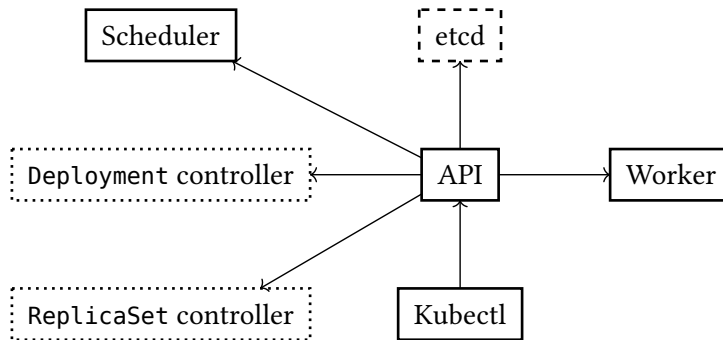 Scheduler
etcd
Deployment controller
API
Worker
ReplicaSet controller
Kubectl